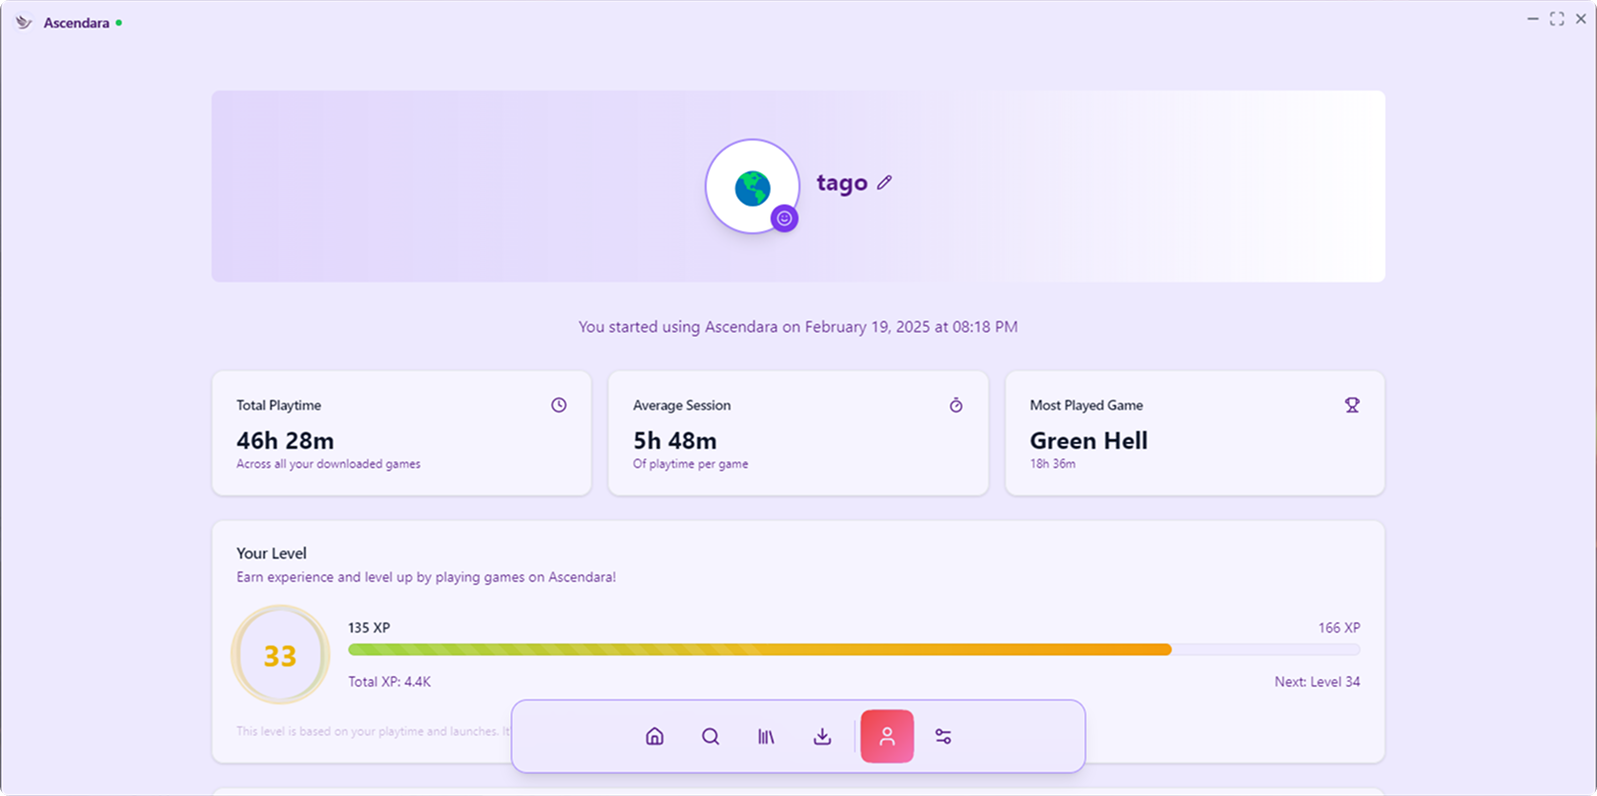 Ascendara
tago
You started using Ascendara on February 19, 2025 at 08:18 PM
Total Playtime
46h 28m
Across all your downloaded games
Average Session
5h 48m
Of playtime per game
Most Played Game
Green Hell
18h 36m
Your Level
Earn experience and level up by playing games on Ascendara!
33
135 XP
166 XP
Total XP: 4.4K
Next: Level 34
This level is based on your playtime and launches.